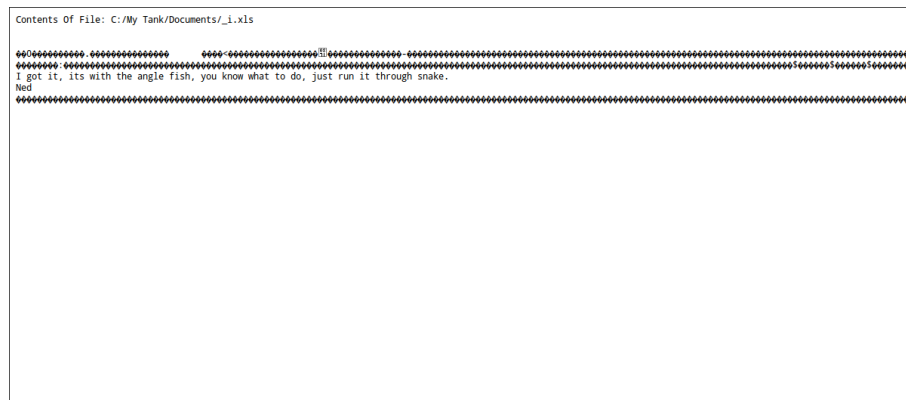 Contents Of File: C:/My Tank/Documents/_i.xls
I got it, its with the angle fish, you know what to do, just run it through snake.
Ned